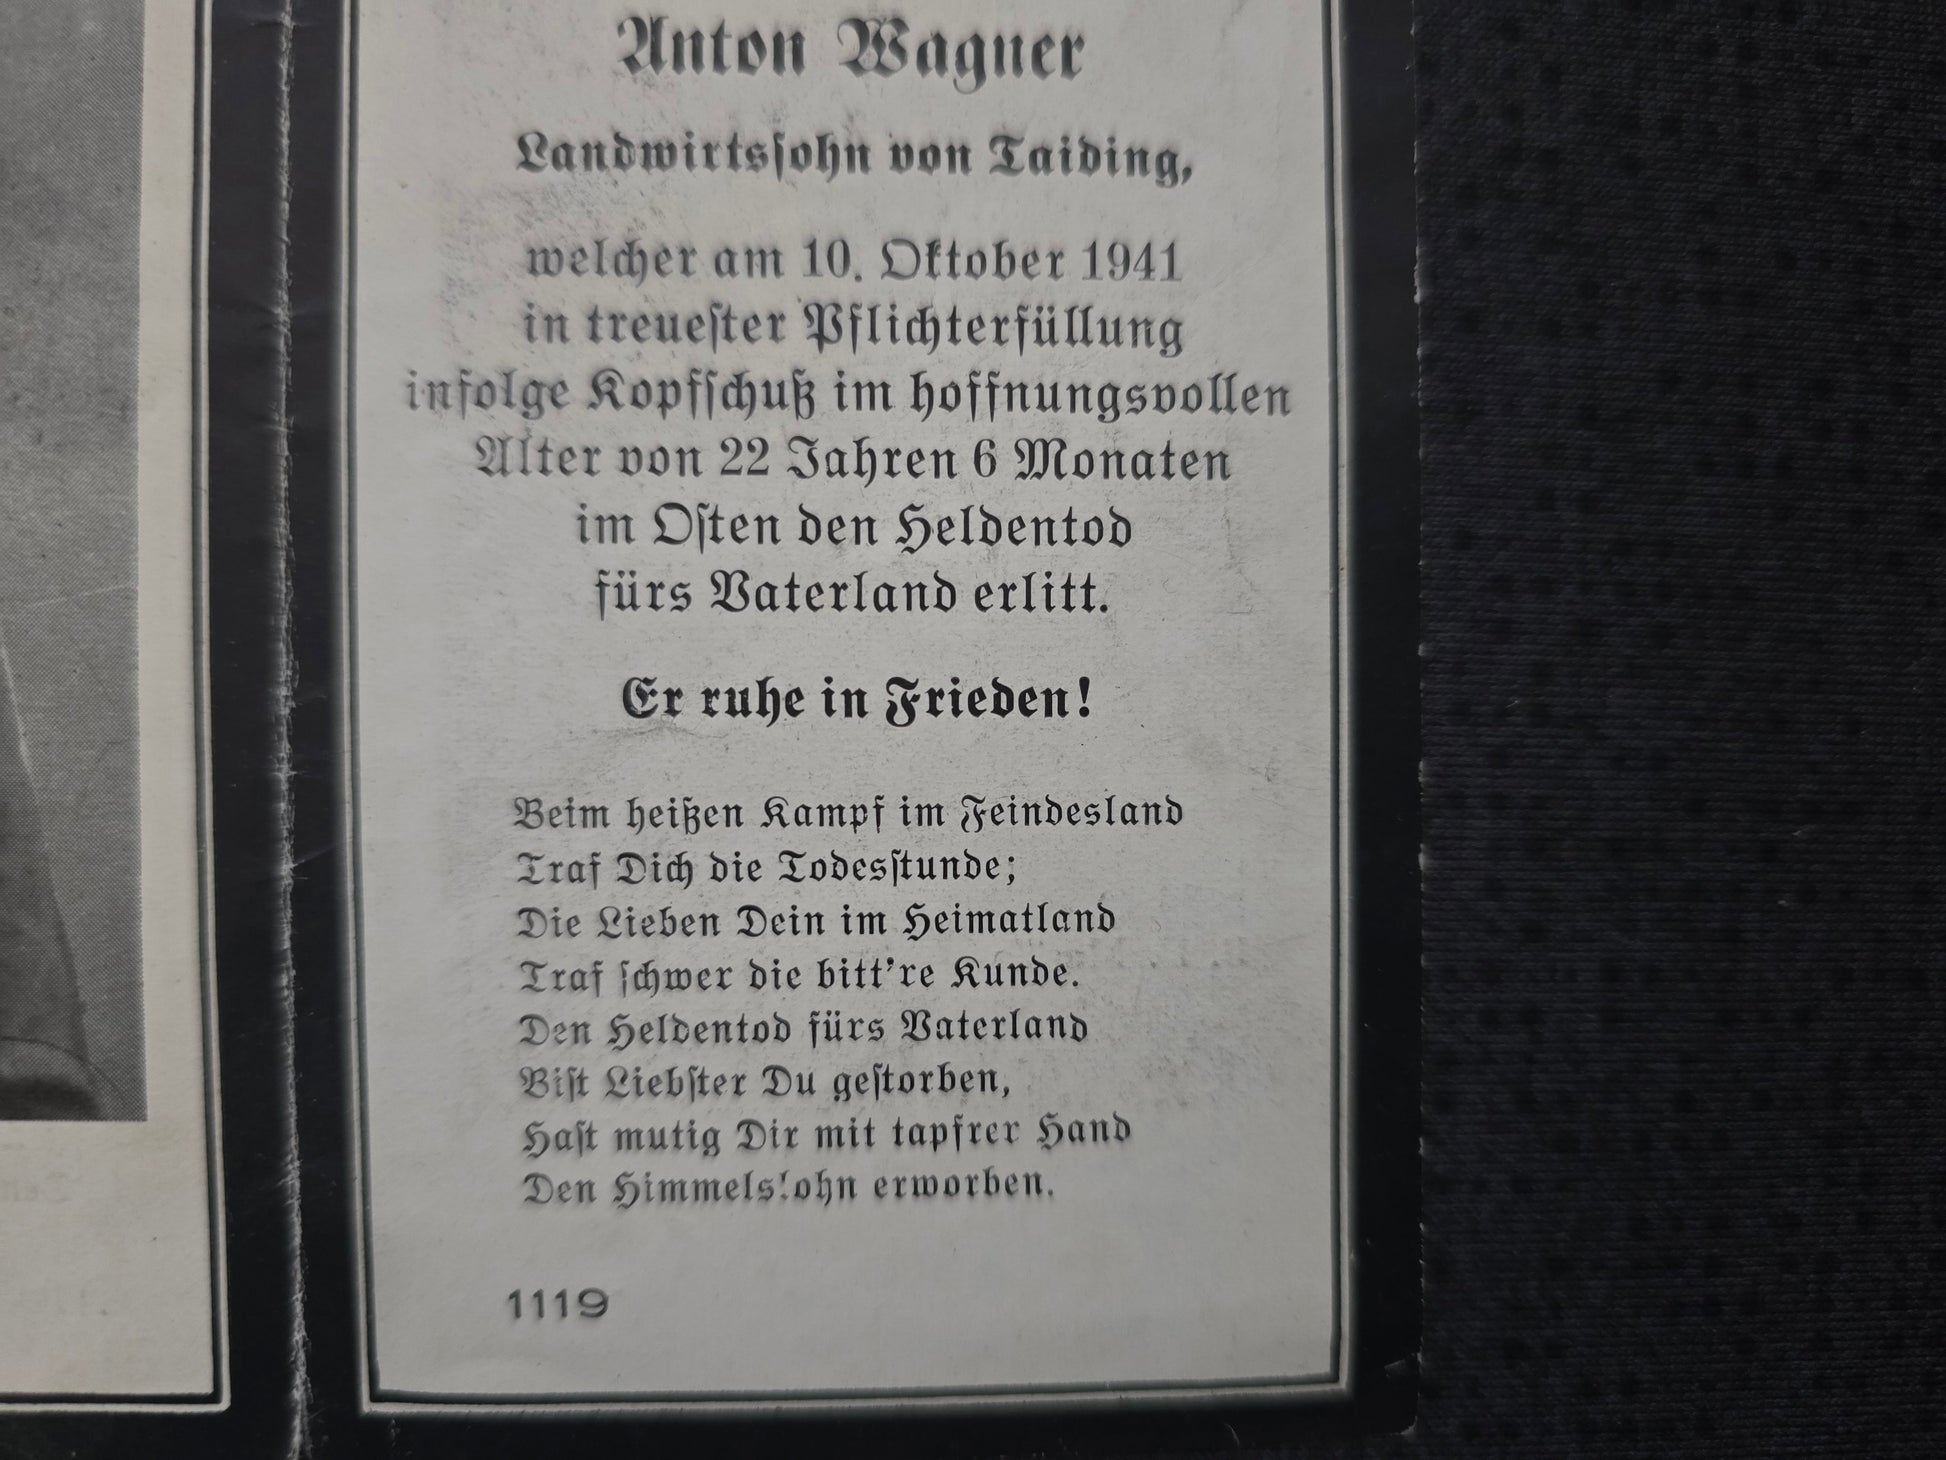 Anton Wagner
Landwirtssohn von Taiding,
welcher am 10. Oktober 1941
in treuester Pflichterfüllung
infolge Kopfschuß im hoffnungsvollen
Alter von 22 Jahren 6 Monaten
im Osten den Heldentod
fürs Vaterland erlitt.
Er ruhe in Frieden!
Beim heißen Kampf im Feindesland
Traf Dich die Todesstunde;
Die Lieben Dein im Heimatland
Traf schwer die bitt're Kunde.
Den Heldentod fürs Vaterland
Bist Liebster Du gestorben,
Hast mutig Dir mit tapfrer Hand
Den Himmelslohn erworben.
1119